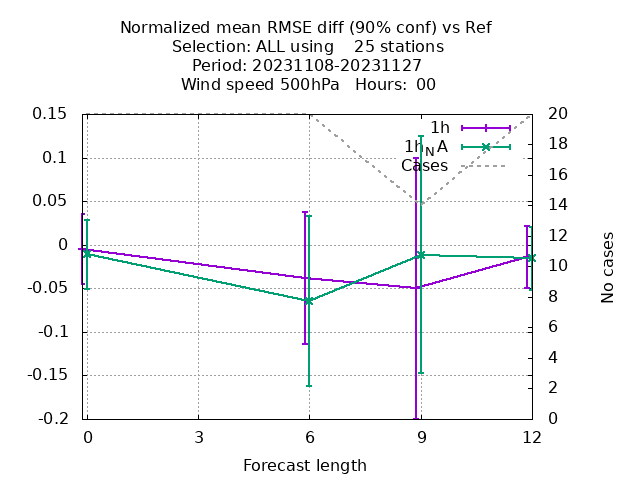 Normalized mean RMSE diff (90% conf) vs Ref
Selection: ALL using    25 stations
Period: 20231108-20231127
Wind speed 500hPa   Hours:  00
0.15
0.1
0.05
0
-0.05
-0.1
-0.15
-0.2
20
18
16
14
12
10
8
6
4
2
0
1h
1h_N A
Cases
No cases
0
3
6
9
12
Forecast length